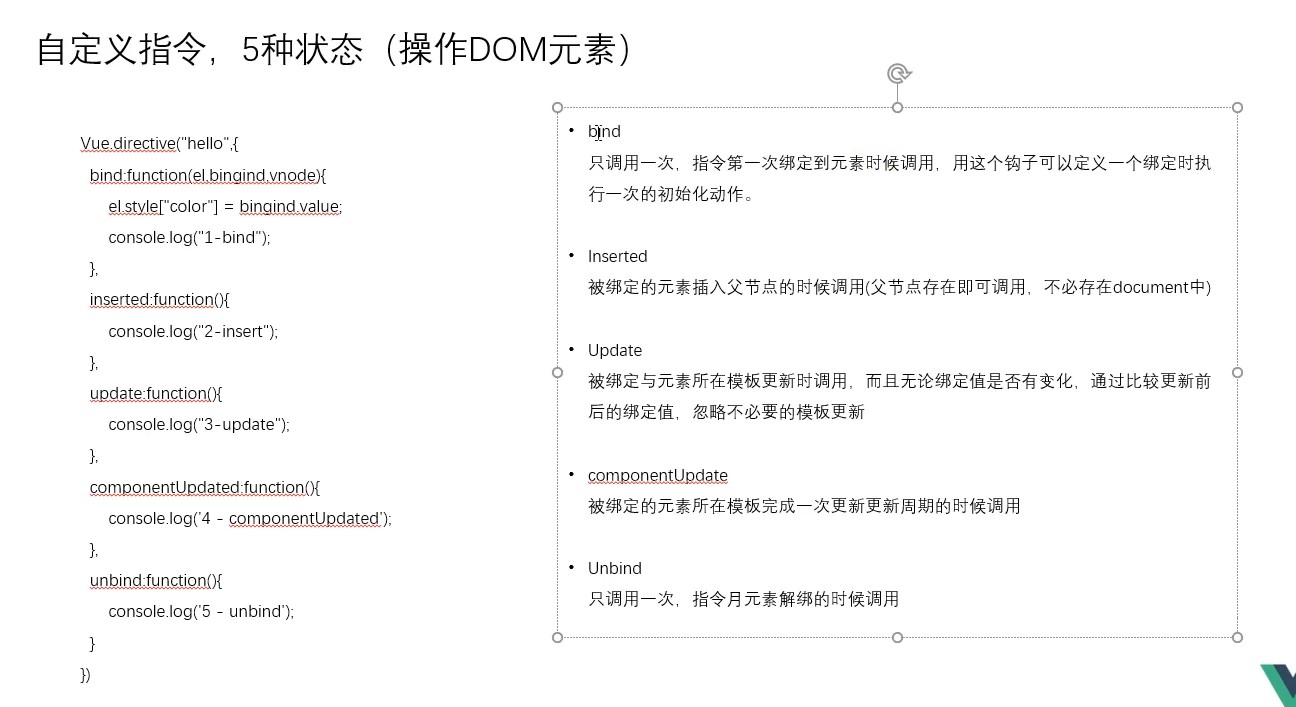 自定义指令，5种状态（操作DOM元素）
Vue.directive("hello",{
bind:function(el,bingind,vnode){
el.style["color"] = bingind.value;
console.log("1-bind");
},
inserted:function(){
console.log("2-insert");
},
update:function(){
console.log("3-update");
},
componentUpdated:function(){
console.log('4 - componentUpdated');
},
unbind:function(){
console.log('5 - unbind');
}
})
• bind
只调用一次，指令第一次绑定到元素时候调用，用这个钩子可以定义一个绑定时执
行一次的初始化动作。
• Inserted
被绑定的元素插入父节点的时候调用(父节点存在即可调用，不必存在document中)
• Update
被绑定与元素所在模板更新时调用，而且无论绑定值是否有变化，通过比较更新前
后的绑定值，忽略不必要的模板更新
• componentUpdate
被绑定的元素所在模板完成一次更新更新周期的时候调用
• Unbind
只调用一次，指令月元素解绑的时候调用